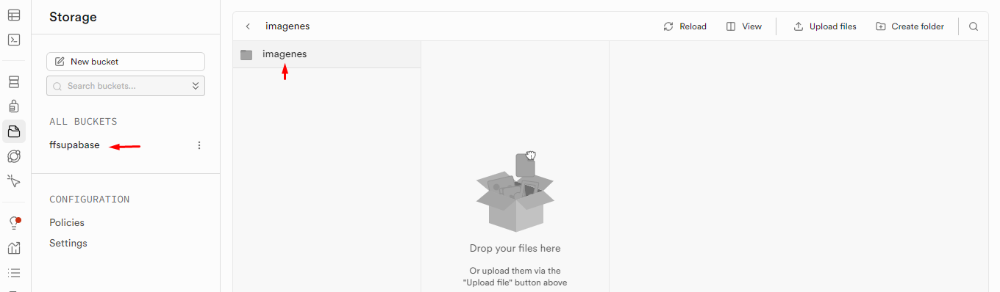 Storage
New bucket
Search buckets...
ALL BUCKETS
ffsupabase
CONFIGURATION
Policies
Settings
imagenes
Reload
View
Upload files
Create folder
imagenes
Drop your files here
Or upload them via the
"Upload file" button above